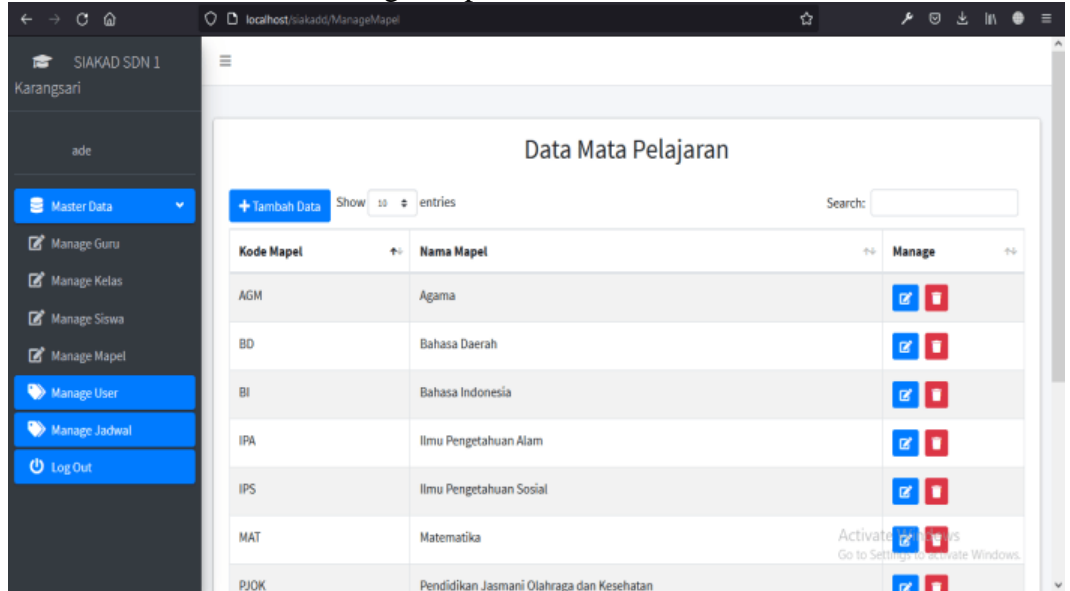 localhost/siakadd/ManageMapel
SIAKAD SDN 1
Karangsari
ade
Master Data
Manage Guru
Manage Kelas
Manage Siswa
Manage Mapel
Manage User
Manage Jadwal
Log Out
Data Mata Pelajaran
Tambah Data Show 10 entries Search:
Kode Mapel Nama Mapel Manage
AGM Agama
BD Bahasa Daerah
BI Bahasa Indonesia
IPA Ilmu Pengetahuan Alam
IPS Ilmu Pengetahuan Sosial
MAT Matematika
PJOK Pendidikan Jasmani Olahraga dan Kesehatan
Activate Windows
Go to Settings to activate Windows.